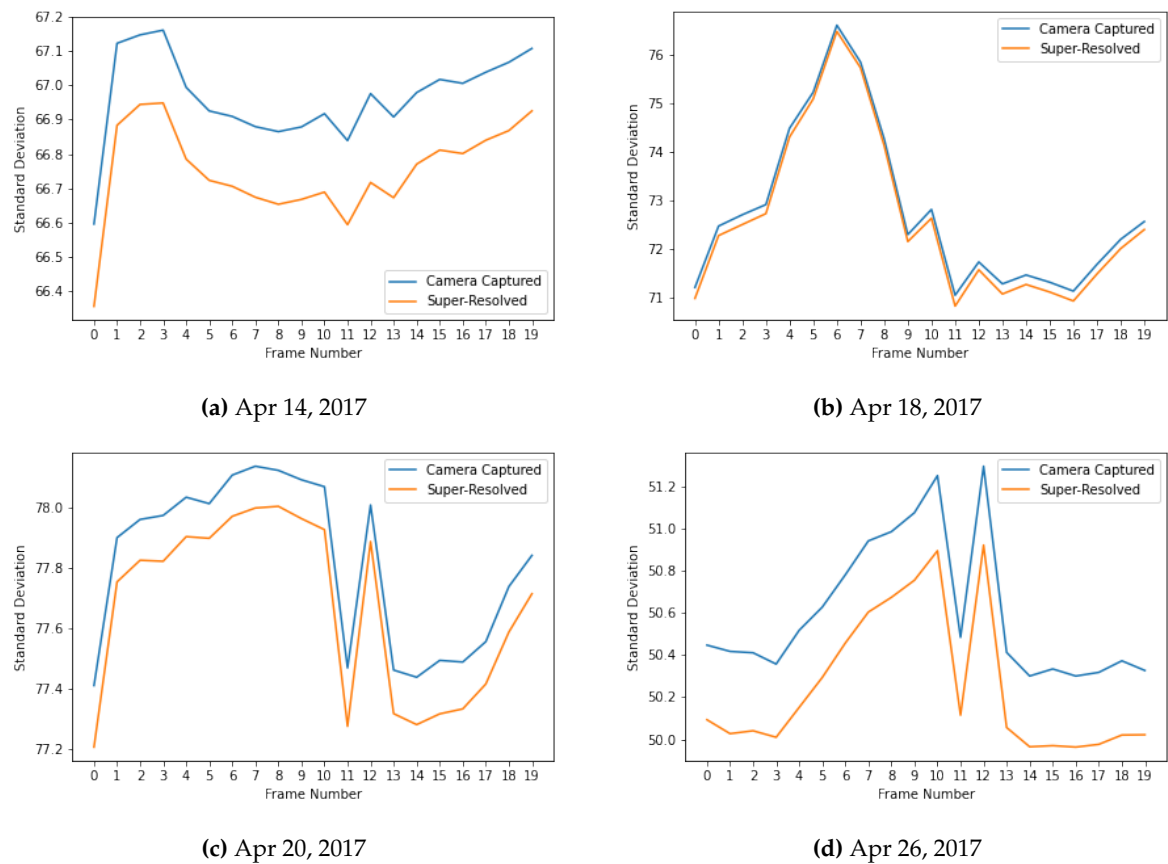 67.2
67.1
67.0
66.9
66.8
66.7
66.6
66.5
66.4
Standard Deviation
Camera Captured
Super-Resolved
0 1 2 3 4 5 6 7 8 9 10 11 12 13 14 15 16 17 18 19
Frame Number
(a) Apr 14, 2017
76
75
74
73
72
71
Standard Deviation
Camera Captured
Super-Resolved
0 1 2 3 4 5 6 7 8 9 10 11 12 13 14 15 16 17 18 19
Frame Number
(b) Apr 18, 2017
78.0
77.8
77.6
77.4
77.2
Standard Deviation
Camera Captured
Super-Resolved
0 1 2 3 4 5 6 7 8 9 10 11 12 13 14 15 16 17 18 19
Frame Number
(c) Apr 20, 2017
51.2
51.0
50.8
50.6
50.4
50.2
50.0
Standard Deviation
Camera Captured
Super-Resolved
0 1 2 3 4 5 6 7 8 9 10 11 12 13 14 15 16 17 18 19
Frame Number
(d) Apr 26, 2017